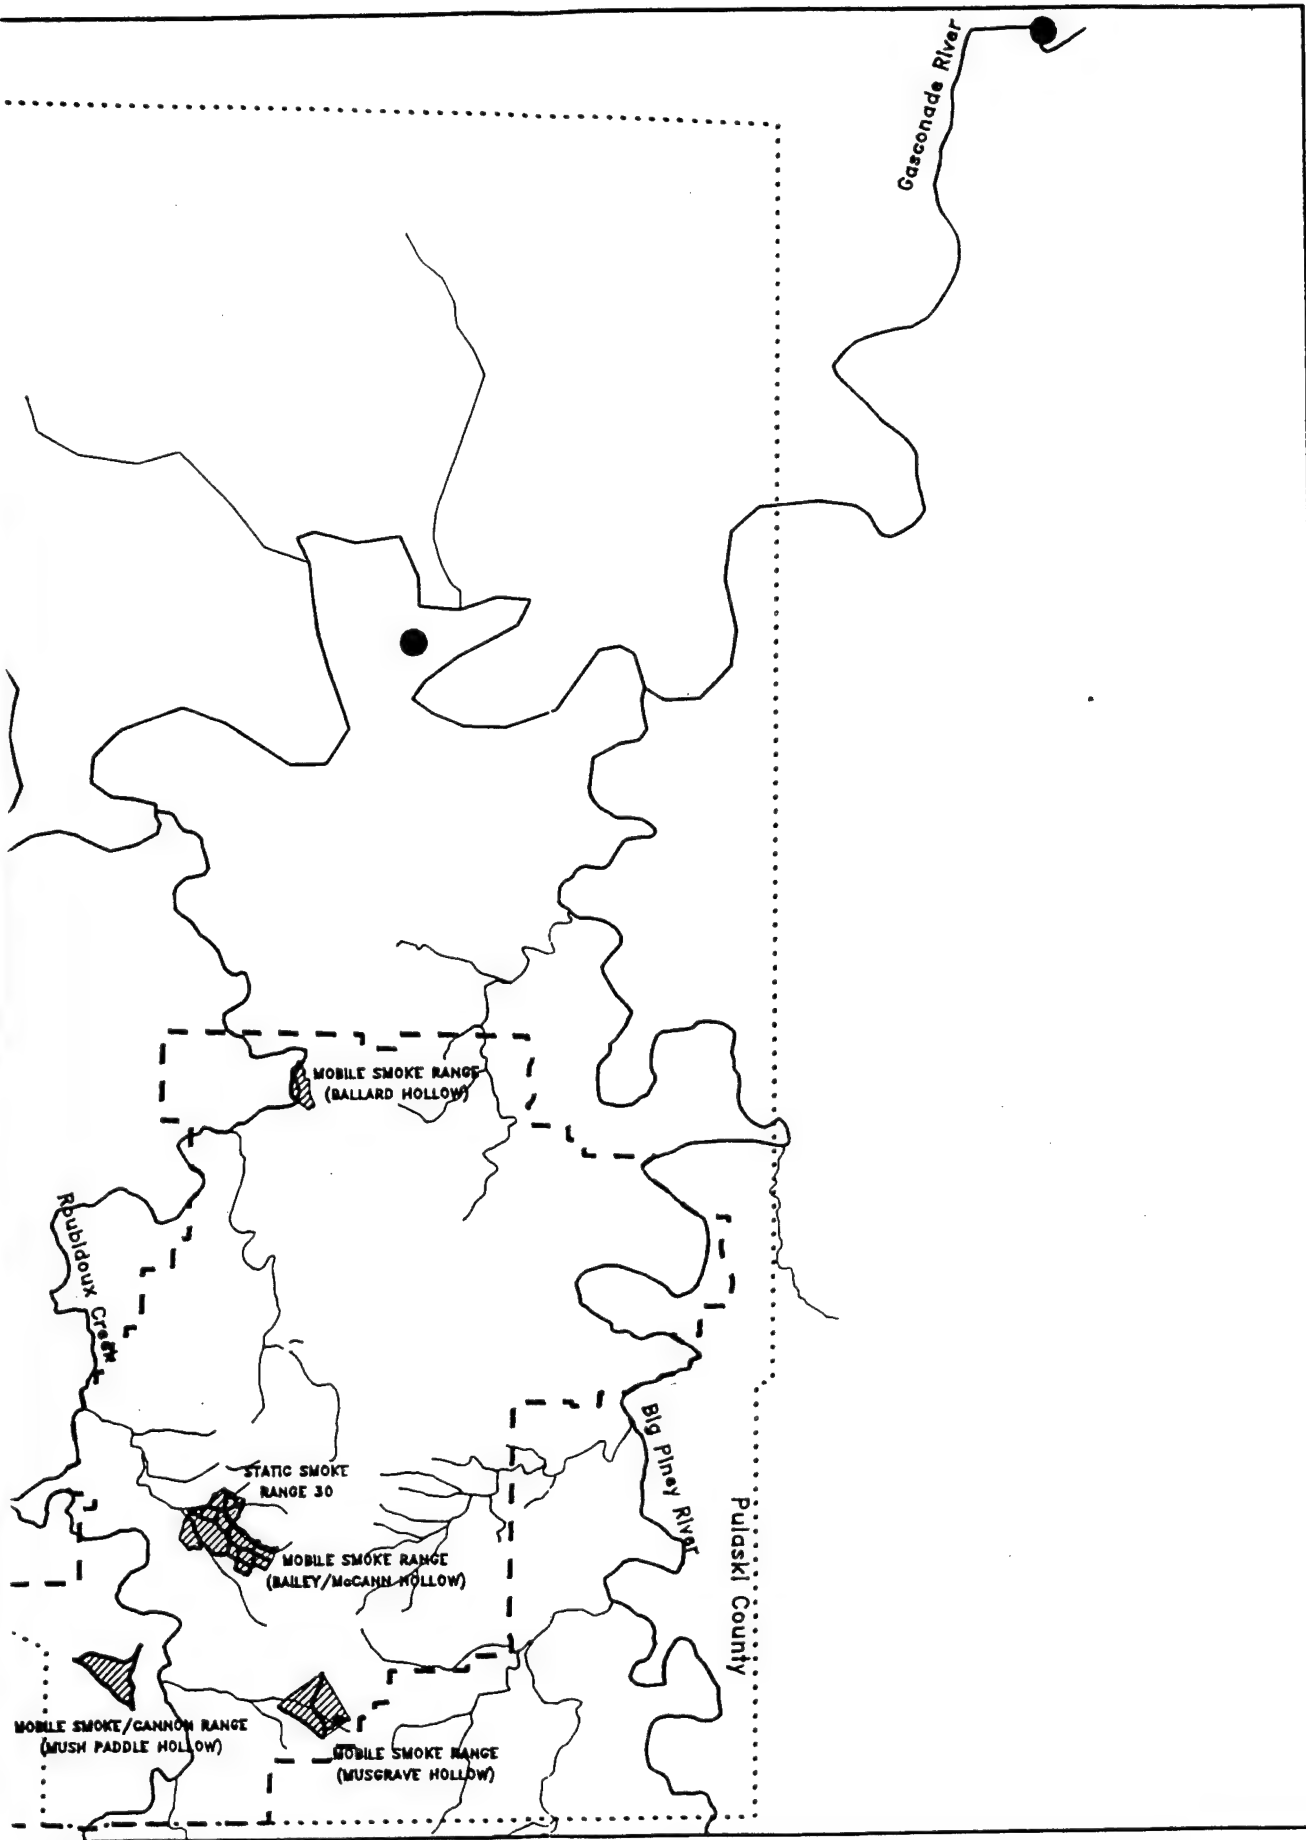 Gasconade River
MOBILE SMOKE RANGE
(BALLARD HOLLOW)
Roubidoux Creek
Big Piney River
STATIC SMOKE
RANGE 30
MOBILE SMOKE RANGE
(BAILEY/McCANN HOLLOW)
Pulaski County
MOBILE SMOKE/CANNON RANGE
(MUSH PADDLE HOLLOW)
MOBILE SMOKE RANGE
(MUSGRAVE HOLLOW)